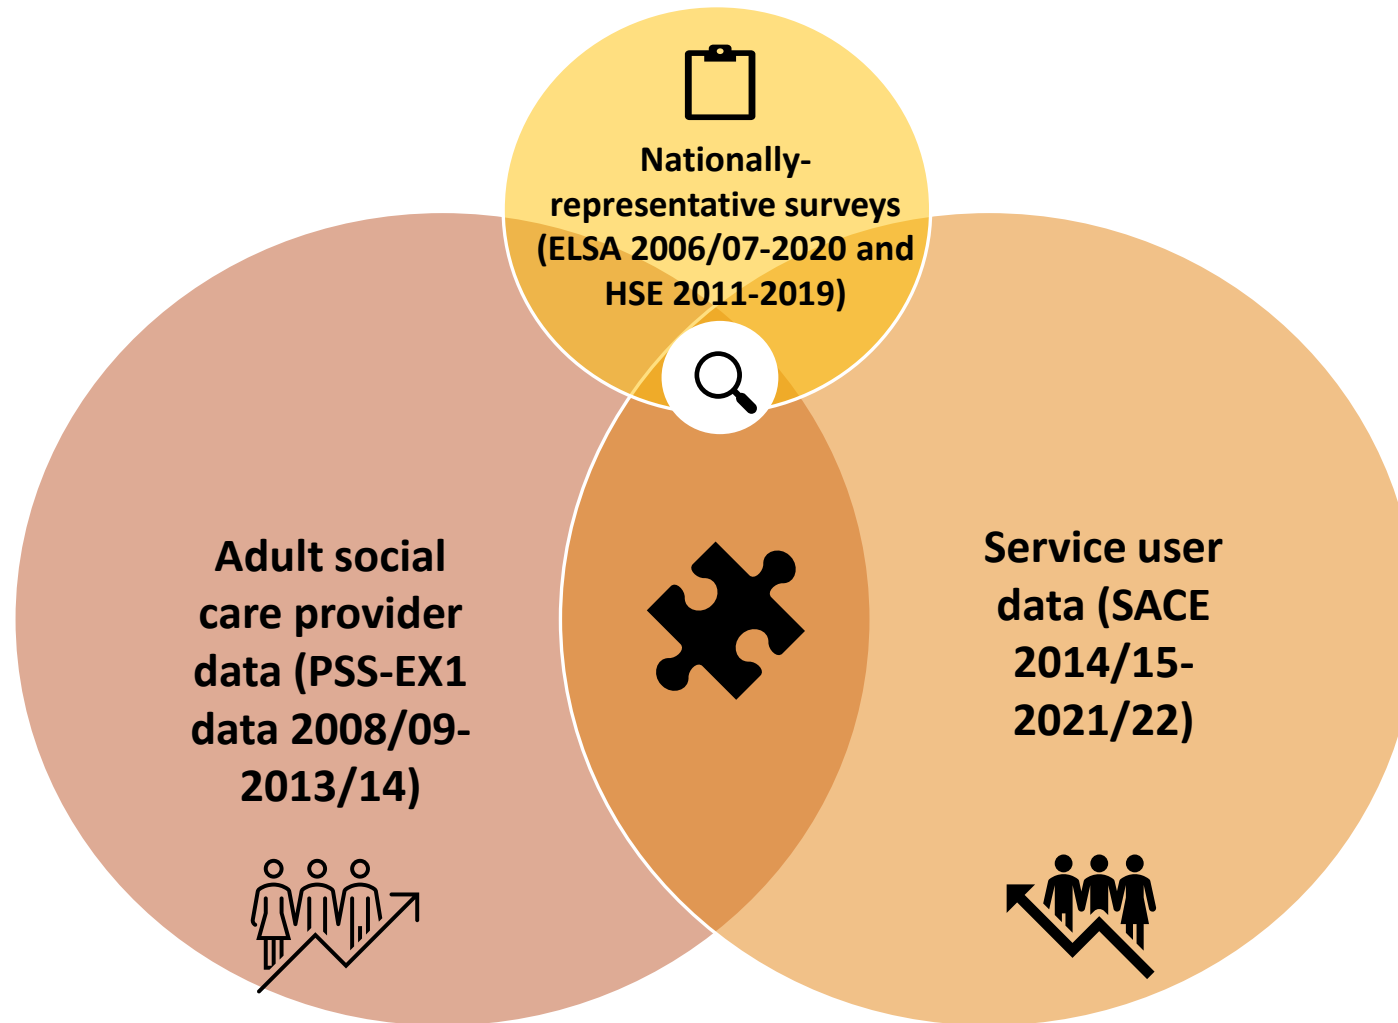 Nationally-
representative surveys
(ELSA 2006/07-2020 and
HSE 2011-2019)
Adult social
care provider
data (PSS-EX1
data 2008/09-
2013/14)
Service user
data (SACE
2014/15-
2021/22)